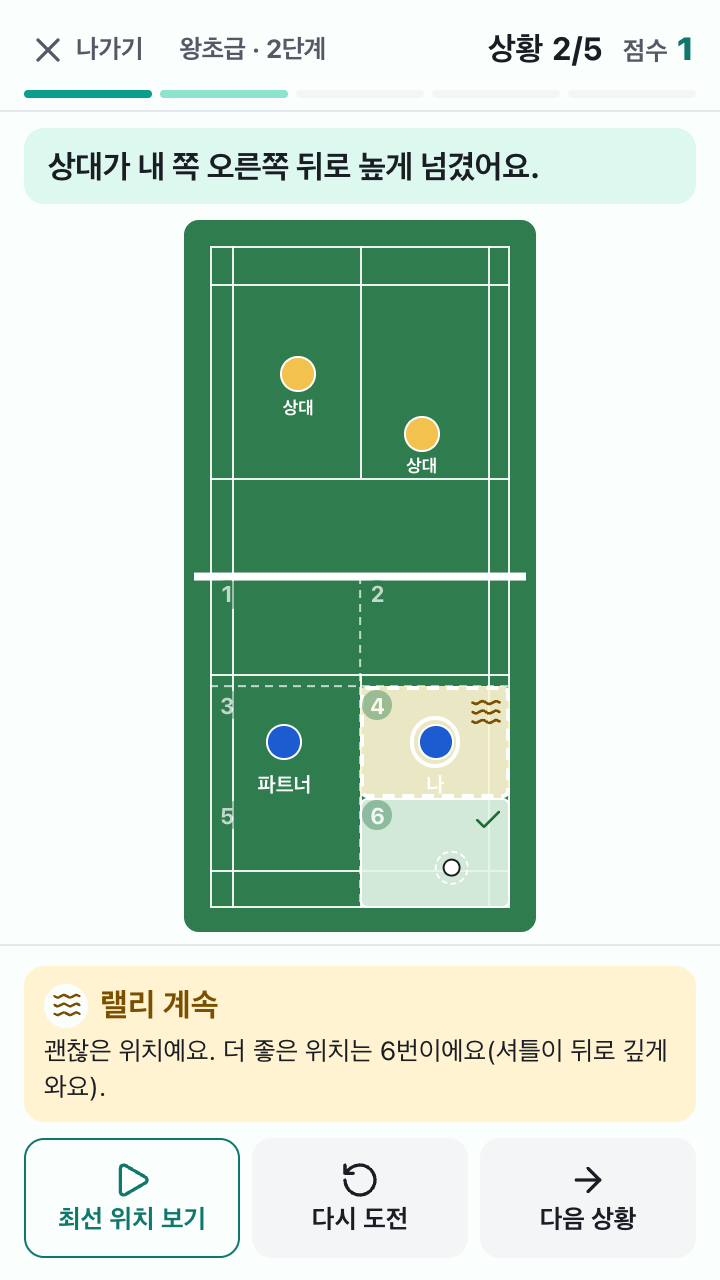 나가기
왕초급 · 2단계
상황 2/5
점수 1
상대가 내 쪽 오른쪽 뒤로 높게 넘겼어요.
상대
상대
1
2
3
4
파트너
나
5
6
랠리 계속
괜찮은 위치예요. 더 좋은 위치는 6번이에요(셔틀이 뒤로 깊게
와요).
최선 위치 보기
다시 도전
다음 상황